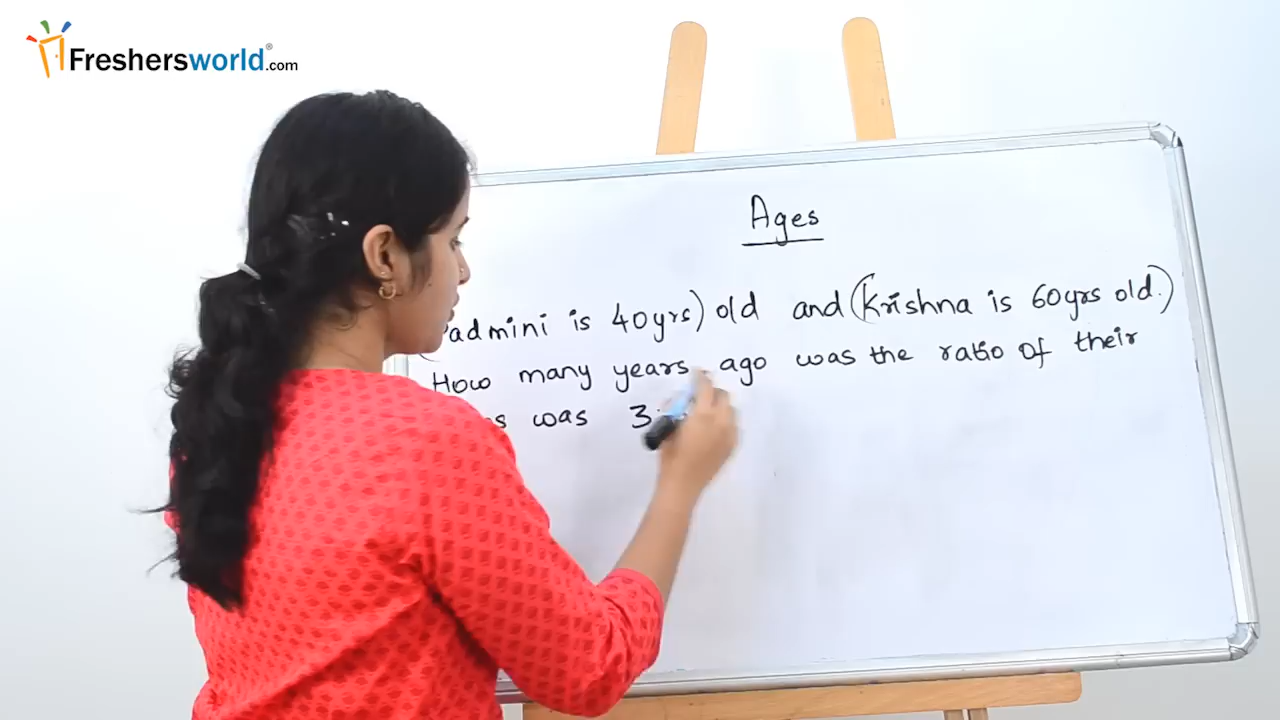 Freshersworld.com
Ages
Padmini is 40yrs) old and (Krishna is 60yrs old.)
How many years ago was the ratio of their
was 3: